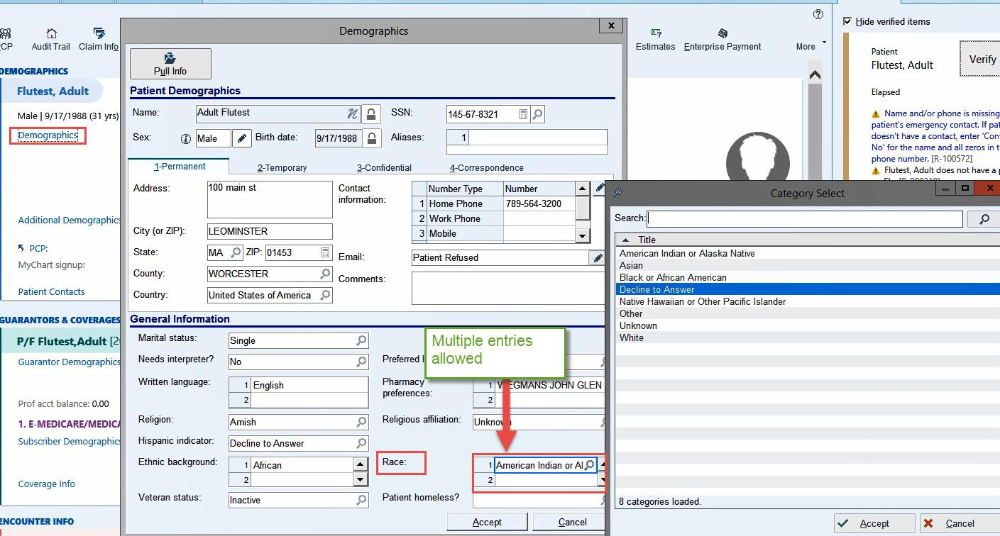 ?
Hide verified items
Demographics
x
PCP
Audit Trail
Claim Info
Estimates
Enterprise Payment
More
Pull Info
Patient
Flutest, Adult
Verify
DEMOGRAPHICS
Flutest, Adult
Male | 9/17/1988 (31 yrs)
Demographics
Additional Demographics
PCP:
MyChart signup:
Patient Contacts
GUARANTORS & COVERAGES
P/F Flutest,Adult [2
Guarantor Demographics
Prof acct balance: 0.00
1. E-MEDICARE/MEDICA
Subscriber Demographics
Coverage Info
ENCOUNTER INFO
Patient Demographics
Name: Adult Flutest SSN: 145-67-8321
Sex: Male Birth date: 9/17/1988 Aliases: 1
1-Permanent 2-Temporary 3-Confidential 4-Correspondence
Address: 100 main st
Contact information:
Number Type Number
1 Home Phone 789-564-3200
2 Work Phone
3 Mobile
City (or ZIP): LEOMINSTER
State: MA ZIP: 01453
Email: Patient Refused
County: WORCESTER
Comments:
Country: United States of America
General Information
Marital status: Single
Needs interpreter? No
Preferred
Written language: 1 English
2
Pharmacy preferences: 1 WEGMANS JOHN GLEN
2
Religion: Amish Religious affiliation: Unknown
Hispanic indicator: Decline to Answer
Ethnic background: 1 African
2
Race: 1 American Indian or Al
2
Veteran status: Inactive Patient homeless?
Accept Cancel
Multiple entries
allowed
Elapsed
Name and/or phone is missing
patient's emergency contact. If pat
doesn't have a contact, enter 'Con
No' for the name and all zeros in t
phone number. [R-100572]
Flutest, Adult does not have a p
Category Select
x
Search:
Title
American Indian or Alaska Native
Asian
Black or African American
Decline to Answer
Native Hawaiian or Other Pacific Islander
Other
Unknown
White
8 categories loaded.
Accept Cancel